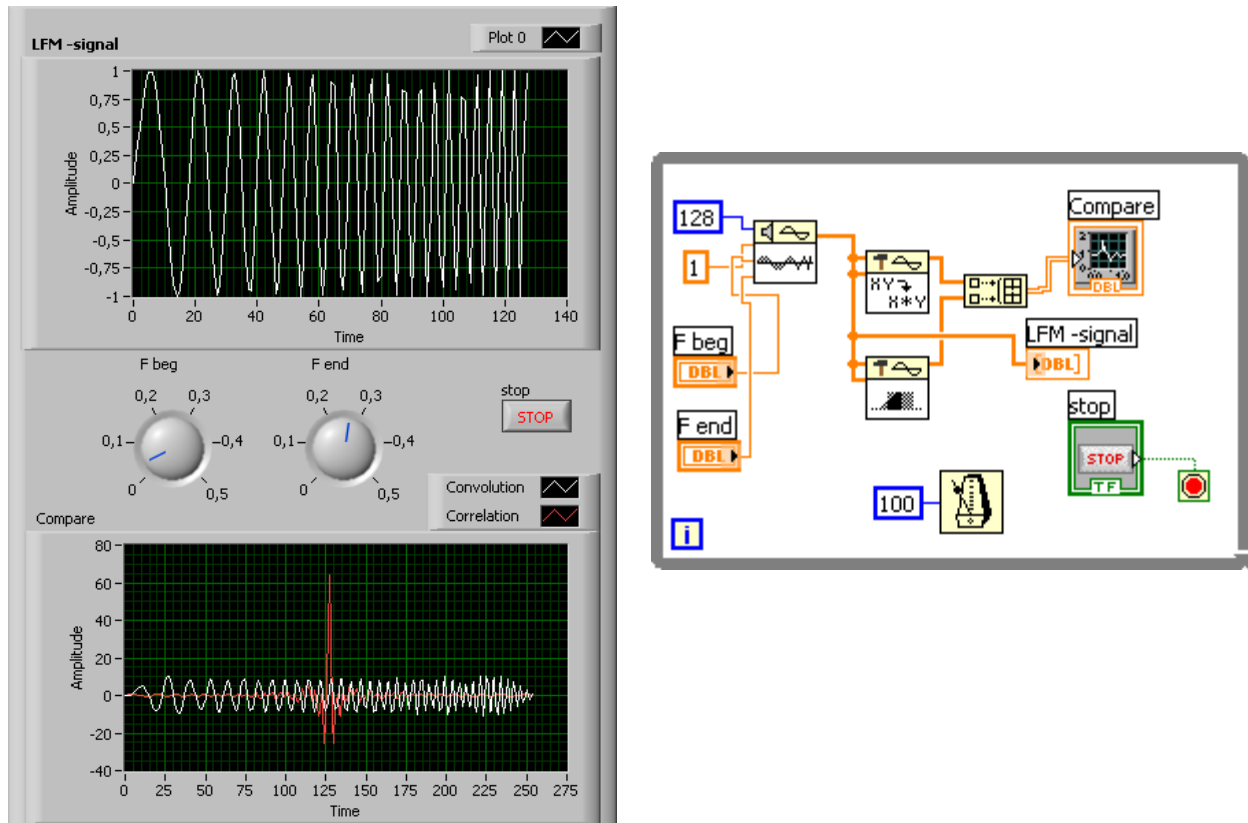 LFM -signal
Plot 0
1
0,75
0,5
0,25
0
-0,25
-0,5
-0,75
-1
Amplitude
0 20 40 60 80 100 120 140
Time
F beg
0 0,1 0,2 0,3 0,4 0,5
F end
0 0,1 0,2 0,3 0,4 0,5
stop
STOP
Convolution
Correlation
Compare
80
60
40
20
0
-20
-40
Amplitude
0 25 50 75 100 125 150 175 200 225 250 275
Time
128
1
F beg
DBL
F end
DBL
X Y
X*Y
Compare
DBL
LFM -signal
DBL]
stop
STOP
TF
100
i